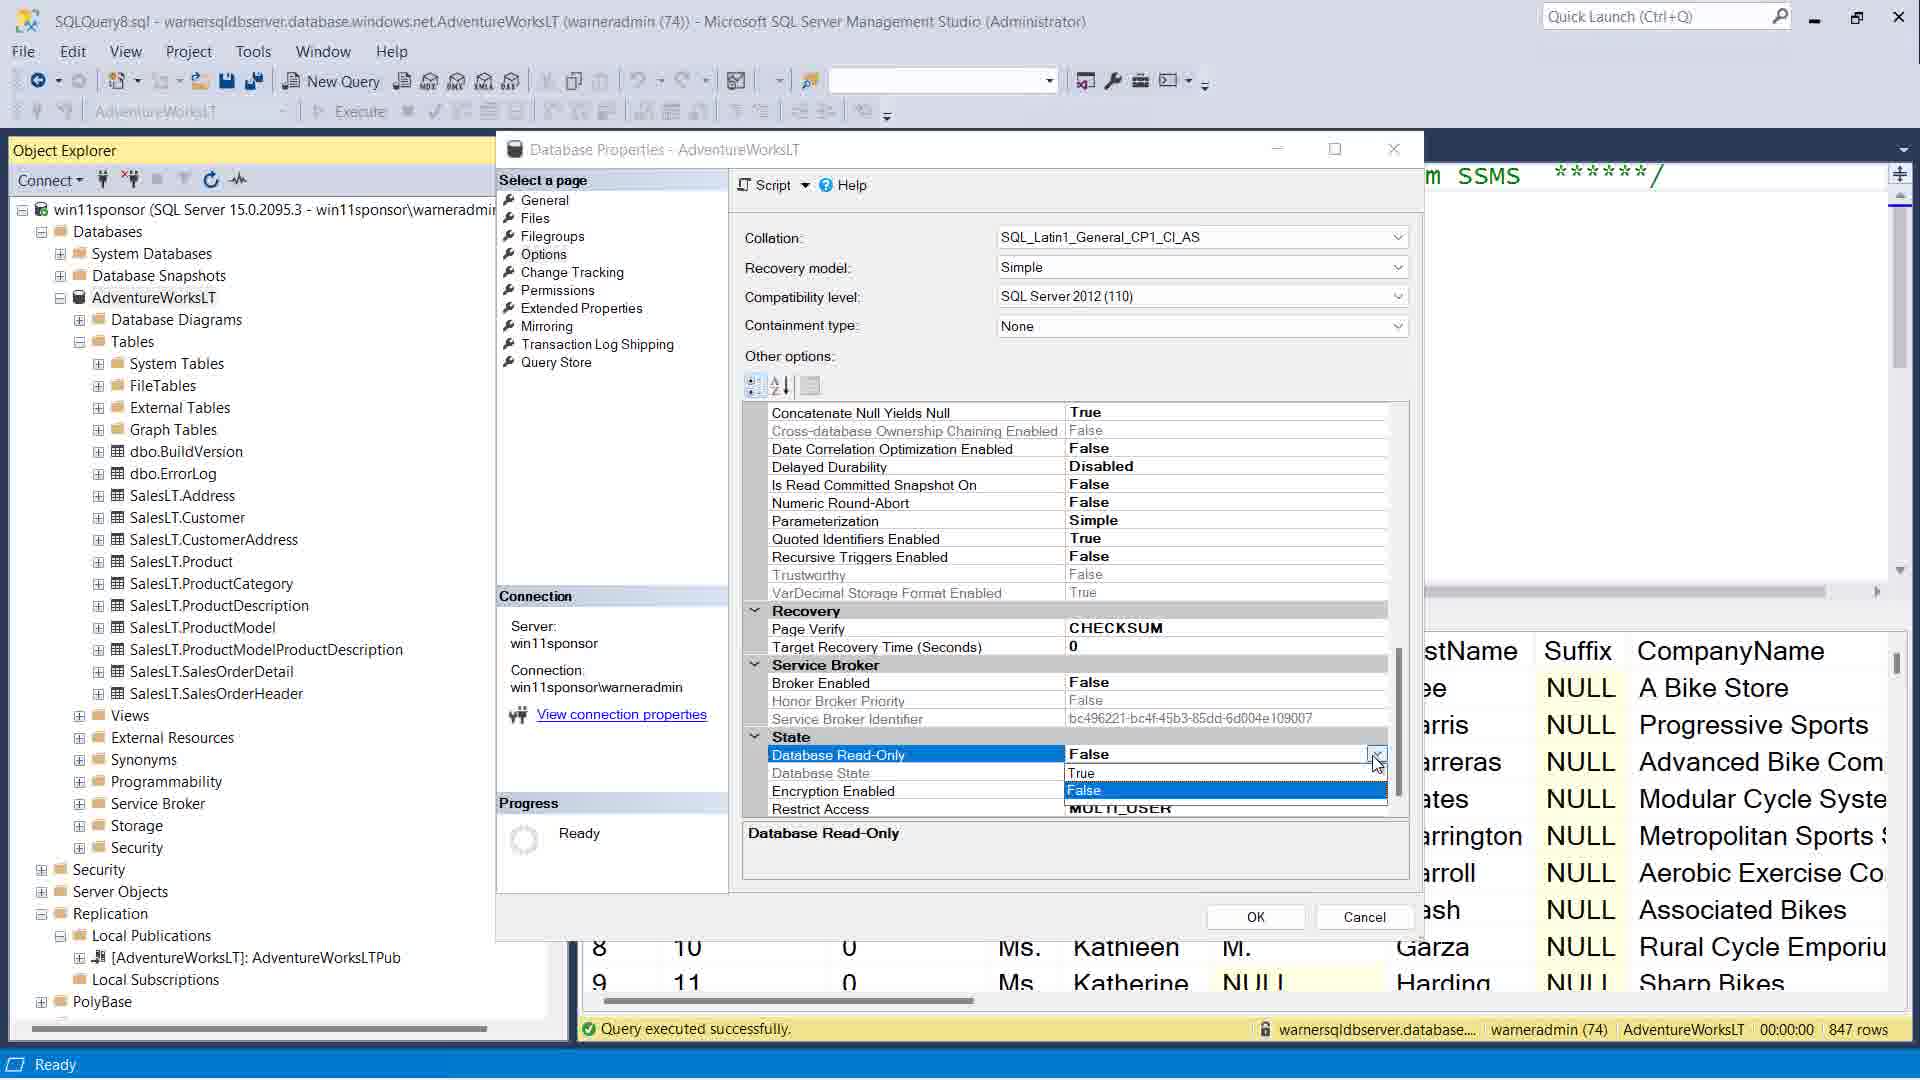 SQLQuery8.sql - warnersqldbserver.database.windows.net.AdventureWorksLT (warneradmin (74)) - Microsoft SQL Server Management Studio (Administrator)
Quick Launch (Ctrl+Q)
File Edit View Project Tools Window Help
New Query
AdventureWorksLT
Execute
Object Explorer
Connect
win11sponsor (SQL Server 15.0.2095.3 - win11sponsor\warneradmin
Databases
System Databases
Database Snapshots
AdventureWorksLT
Database Diagrams
Tables
System Tables
FileTables
External Tables
Graph Tables
dbo.BuildVersion
dbo.ErrorLog
SalesLT.Address
SalesLT.Customer
SalesLT.CustomerAddress
SalesLT.Product
SalesLT.ProductCategory
SalesLT.ProductDescription
SalesLT.ProductModel
SalesLT.ProductModelProductDescription
SalesLT.SalesOrderDetail
SalesLT.SalesOrderHeader
Views
External Resources
Synonyms
Programmability
Service Broker
Storage
Security
Security
Server Objects
Replication
Local Publications
[AdventureWorksLT]: AdventureWorksLTPub
Local Subscriptions
PolyBase
Database Properties - AdventureWorksLT
Select a page
General
Files
Filegroups
Options
Change Tracking
Permissions
Extended Properties
Mirroring
Transaction Log Shipping
Query Store
Connection
Server:
win11sponsor
Connection:
win11sponsor\warneradmin
View connection properties
Progress
Ready
Script
Help
Collation: SQL_Latin1_General_CP1_CI_AS
Recovery model: Simple
Compatibility level: SQL Server 2012 (110)
Containment type: None
Other options:
Concatenate Null Yields Null True
Cross-database Ownership Chaining Enabled False
Date Correlation Optimization Enabled False
Delayed Durability Disabled
Is Read Committed Snapshot On False
Numeric Round-Abort False
Parameterization Simple
Quoted Identifiers Enabled True
Recursive Triggers Enabled False
Trustworthy False
VarDecimal Storage Format Enabled True
Recovery
Page Verify CHECKSUM
Target Recovery Time (Seconds) 0
Service Broker
Broker Enabled False
Honor Broker Priority False
Service Broker Identifier bc496221-bc4f-45b3-85dd-6d004e109007
State
Database Read-Only False
Database State True
Encryption Enabled False
Restrict Access MULTI_USER
Database Read-Only
OK
Cancel
m SSMS ******/
stName Suffix CompanyName
ee NULL A Bike Store
arris NULL Progressive Sports
arreras NULL Advanced Bike Com
ates NULL Modular Cycle Syste
arrington NULL Metropolitan Sports S
arroll NULL Aerobic Exercise Co
ash NULL Associated Bikes
8 10 0 Ms. Kathleen M. Garza NULL Rural Cycle Emporiu
9 11 0 Ms. Katherine NULL Harding NULL Sharp Bikes
Query executed successfully.
warnersqldbserver.database.... warneradmin (74) AdventureWorksLT 00:00:00 847 rows
Ready